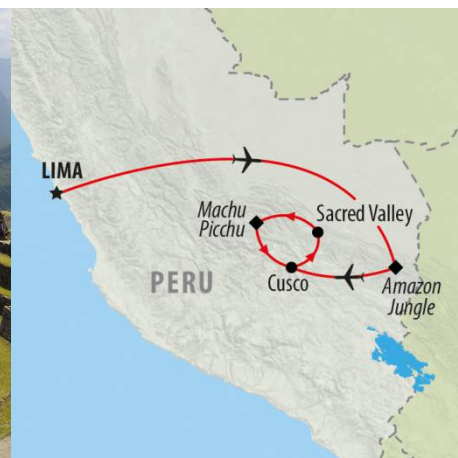 LIMA
Machu
Picchu
Sacred Valley
Cusco
PERU
Amazon
Jungle